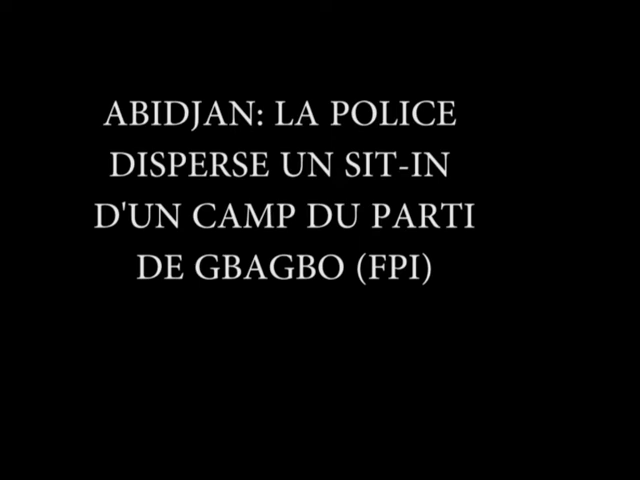 ABIDJAN: LA POLICE
DISPERSE UN SIT-IN
D'UN CAMP DU PARTI
DE GBAGBO (FPI)